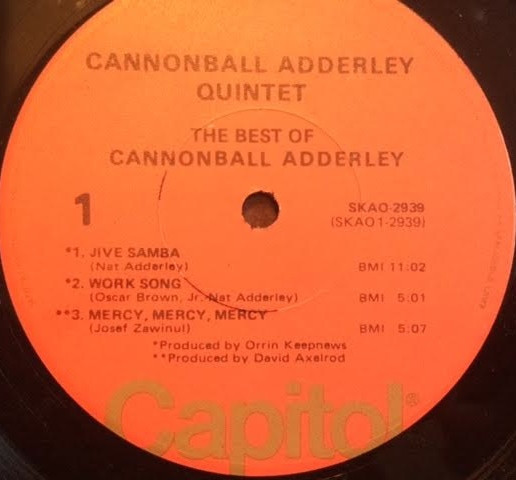 CANNONBALL ADDERLEY
QUINTET
THE BEST OF
CANNONBALL ADDERLEY
1
SKAO-2939
(SKAO1-2939)
*1. JIVE SAMBA
(Nat Adderley) BMI 11:02
*2. WORK SONG
(Oscar Brown, Jr.-Nat Adderley) BMI 5:01
**3. MERCY, MERCY, MERCY
(Josef Zawinul) BMI 5:07
*Produced by Orrin Keepnews
**Produced by David Axelrod
Capitol®